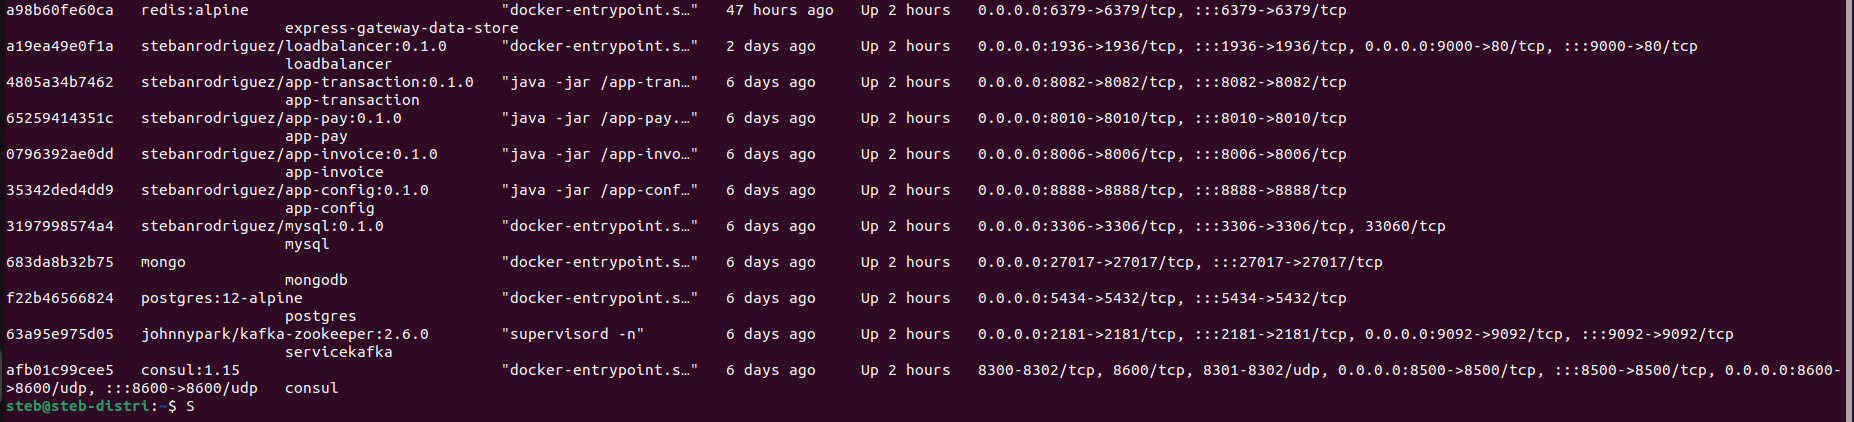 a98b60fe60ca   redis:alpine                            "docker-entrypoint.s…"   47 hours ago   Up 2 hours   0.0.0.0:6379->6379/tcp, :::6379->6379/tcp
express-gateway-data-store
a19ea49e0f1a   stebanrodriguez/loadbalancer:0.1.0      "docker-entrypoint.s…"   2 days ago     Up 2 hours   0.0.0.0:1936->1936/tcp, :::1936->1936/tcp, 0.0.0.0:9000->80/tcp, :::9000->80/tcp
loadbalancer
4805a34b7462   stebanrodriguez/app-transaction:0.1.0   "java -jar /app-tran…"   6 days ago     Up 2 hours   0.0.0.0:8082->8082/tcp, :::8082->8082/tcp
app-transaction
65259414351c   stebanrodriguez/app-pay:0.1.0           "java -jar /app-pay.…"   6 days ago     Up 2 hours   0.0.0.0:8010->8010/tcp, :::8010->8010/tcp
app-pay
0796392ae0dd   stebanrodriguez/app-invoice:0.1.0       "java -jar /app-invo…"   6 days ago     Up 2 hours   0.0.0.0:8006->8006/tcp, :::8006->8006/tcp
app-invoice
35342ded4dd9   stebanrodriguez/app-config:0.1.0        "java -jar /app-conf…"   6 days ago     Up 2 hours   0.0.0.0:8888->8888/tcp, :::8888->8888/tcp
app-config
3197998574a4   stebanrodriguez/mysql:0.1.0             "docker-entrypoint.s…"   6 days ago     Up 2 hours   0.0.0.0:3306->3306/tcp, :::3306->3306/tcp, 33060/tcp
mysql
683da8b32b75   mongo                                   "docker-entrypoint.s…"   6 days ago     Up 2 hours   0.0.0.0:27017->27017/tcp, :::27017->27017/tcp
mongodb
f22b46566824   postgres:12-alpine                      "docker-entrypoint.s…"   6 days ago     Up 2 hours   0.0.0.0:5434->5432/tcp, :::5434->5432/tcp
postgres
63a95e975d05   johnnypark/kafka-zookeeper:2.6.0        "supervisord -n"         6 days ago     Up 2 hours   0.0.0.0:2181->2181/tcp, :::2181->2181/tcp, 0.0.0.0:9092->9092/tcp, :::9092->9092/tcp
servicekafka
afb01c99cee5   consul:1.15                             "docker-entrypoint.s…"   6 days ago     Up 2 hours   8300-8302/tcp, 8600/tcp, 8301-8302/udp, 0.0.0.0:8500->8500/tcp, :::8500->8500/tcp, 0.0.0.0:8600-
>8600/udp, :::8600->8600/udp   consul
steb@steb-distri:~$ S